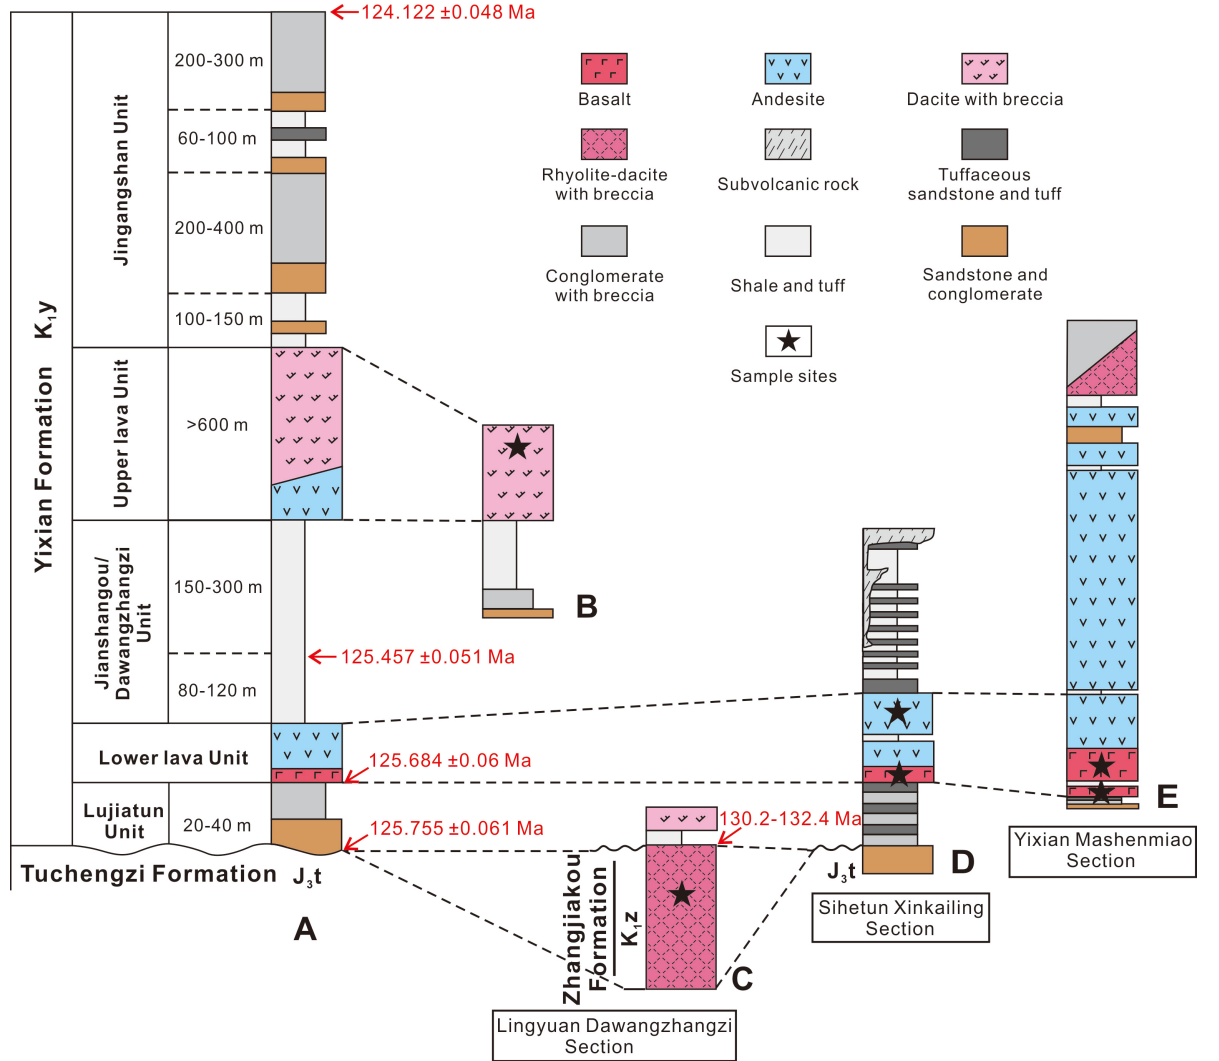 124.122 ±0.048 Ma
Yixian Formation K₁y
Jingangshan Unit
200-300 m
60-100 m
200-400 m
100-150 m
Upper lava Unit
>600 m
Jianshangou/
Dawangzhangzi
Unit
150-300 m
80-120 m
125.457 ±0.051 Ma
Lower lava Unit
125.684 ±0.06 Ma
Lujiatun
Unit
20-40 m
125.755 ±0.061 Ma
Tuchengzi Formation J₃t
A
Basalt
Andesite
Dacite with breccia
Rhyolite-dacite
with breccia
Subvolcanic rock
Tuffaceous
sandstone and tuff
Conglomerate
with breccia
Shale and tuff
Sandstone and
conglomerate
Sample sites
B
130.2-132.4 Ma
Zhangjiakou
Formation
K₁z
C
Lingyuan Dawangzhangzi
Section
J₃t
D
Sihetun Xinkailing
Section
E
Yixian Mashenmiao
Section